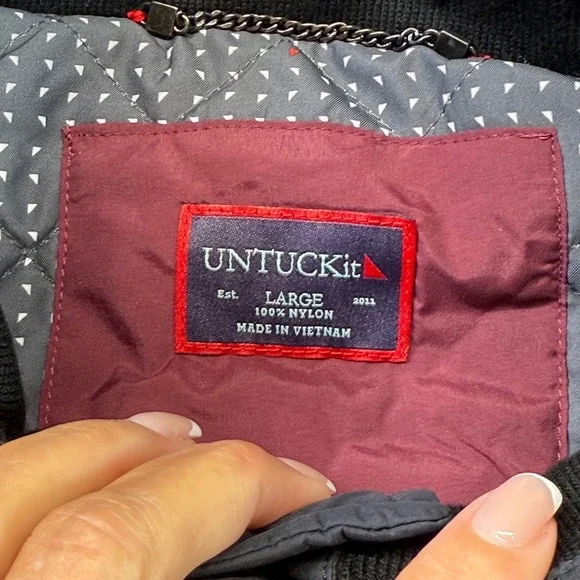 UNTUCKit
Est. LARGE 2011
100% NYLON
MADE IN VIETNAM